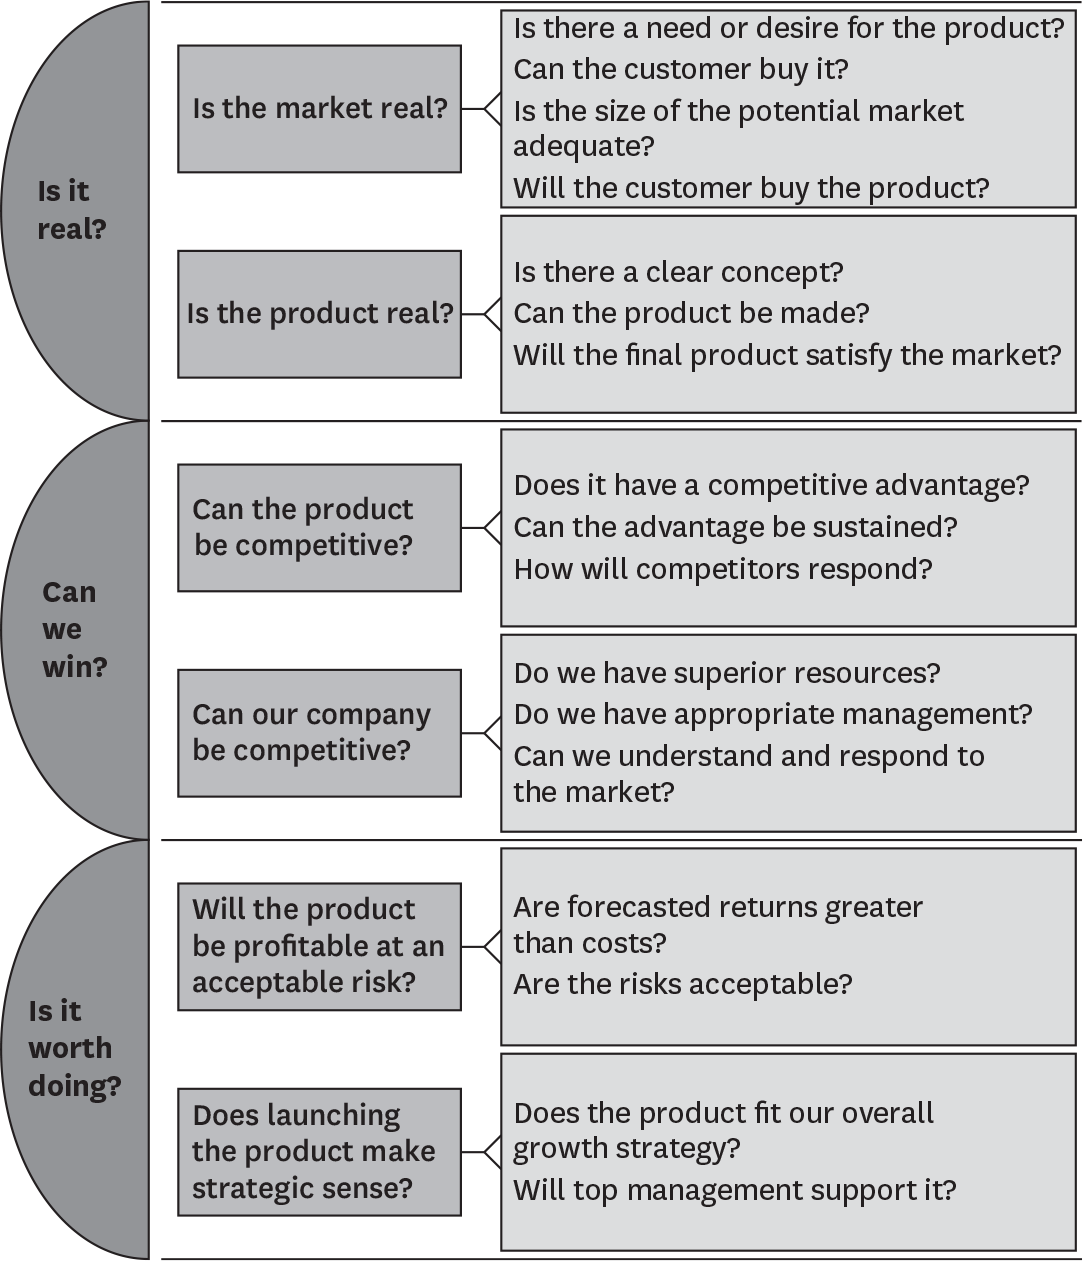 Is it
real?
Is the market real?
Is there a need or desire for the product?
Can the customer buy it?
Is the size of the potential market
adequate?
Will the customer buy the product?
Is the product real?
Is there a clear concept?
Can the product be made?
Will the final product satisfy the market?
Can
we
win?
Can the product
be competitive?
Does it have a competitive advantage?
Can the advantage be sustained?
How will competitors respond?
Can our company
be competitive?
Do we have superior resources?
Do we have appropriate management?
Can we understand and respond to
the market?
Is it
worth
doing?
Will the product
be profitable at an
acceptable risk?
Are forecasted returns greater
than costs?
Are the risks acceptable?
Does launching
the product make
strategic sense?
Does the product fit our overall
growth strategy?
Will top management support it?